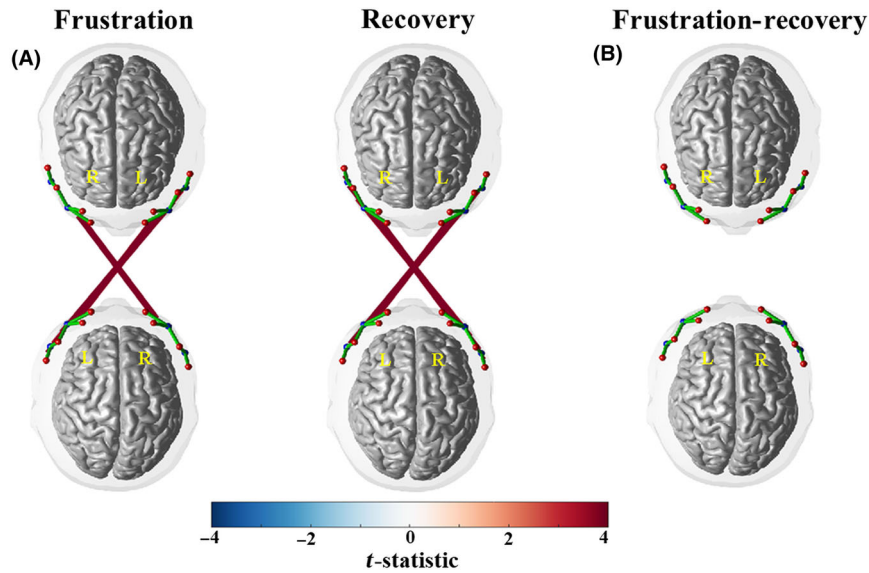 Frustration
Recovery
Frustration-recovery
(A)
(B)
R L
R L
R L
L R
L R
L R
−4 −2 0 2 4
t-statistic